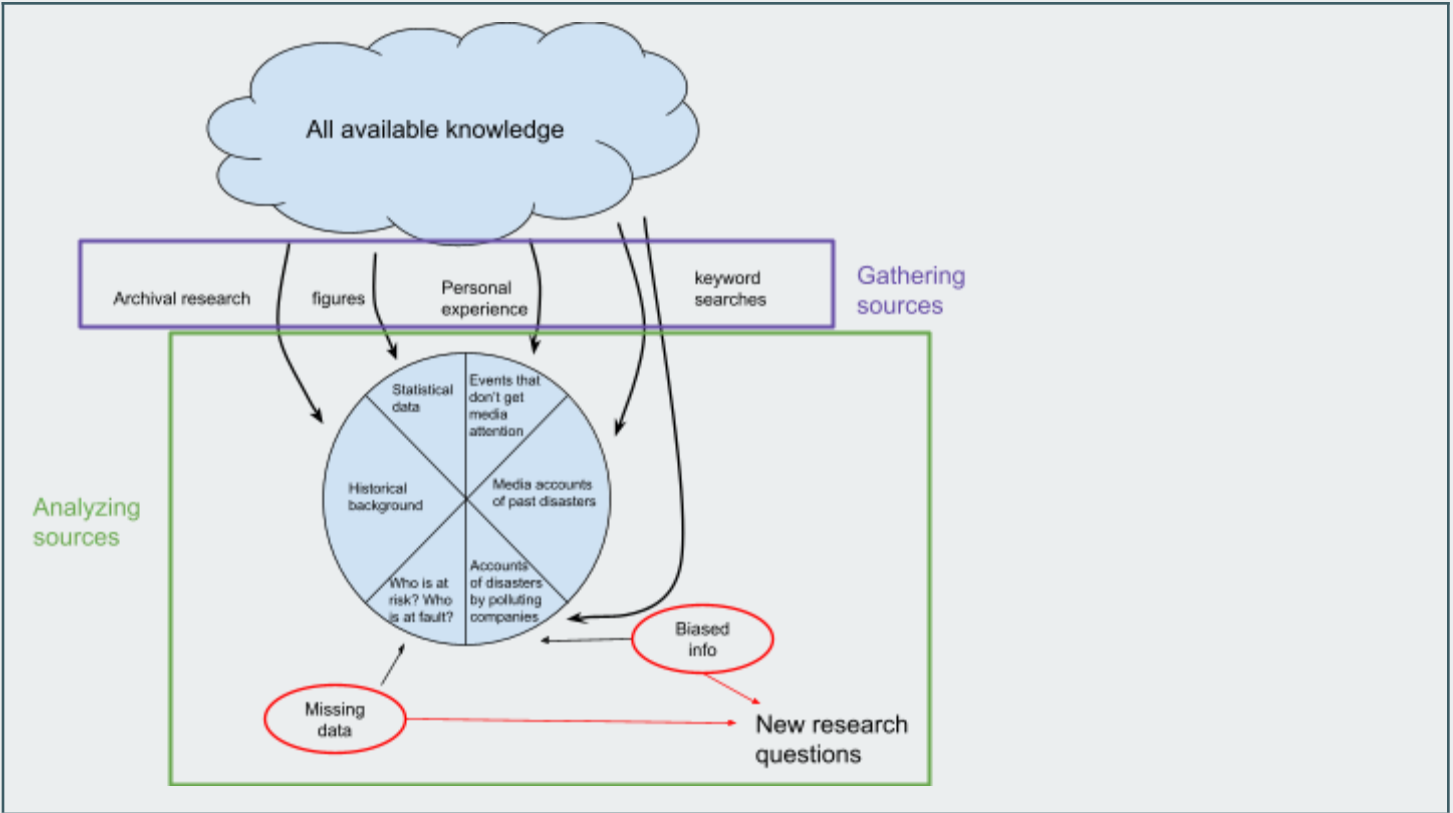 All available knowledge
Archival research
figures
Personal
experience
keyword
searches
Gathering
sources
Statistical
data
Events that
don't get
media
attention
Historical
background
Media accounts
of past disasters
Analyzing
sources
Who is at
risk? Who
is at fault?
Accounts
of disasters
by polluting
companies
Biased
info
Missing
data
New research
questions